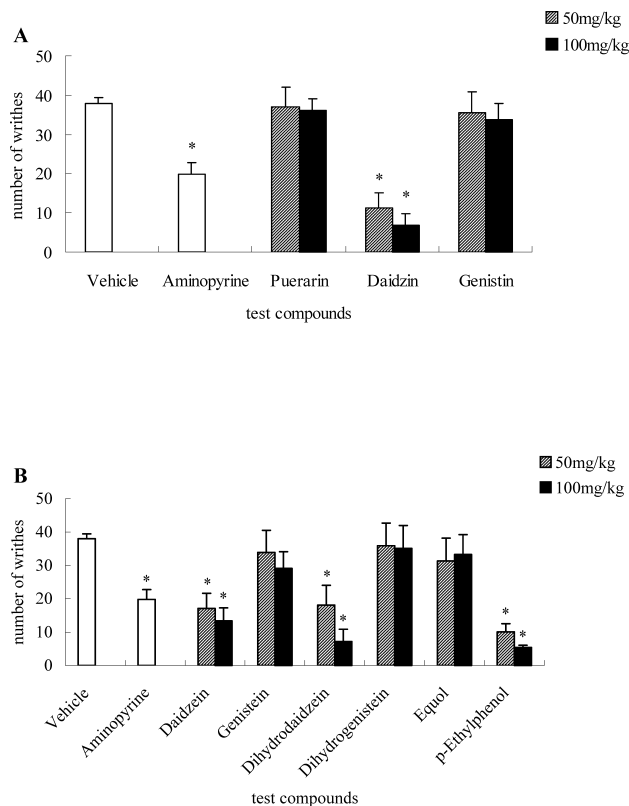 A
50mg/kg
100mg/kg
number of writhes
50
40
30
20
10
0
*
*
*
Vehicle
Aminopyrine
Puerarin
Daidzin
Genistin
test compounds
B
50mg/kg
100mg/kg
number of writhes
50
40
30
20
10
0
*
*
*
*
*
*
*
Vehicle
Aminopyrine
Daidzein
Genistein
Dihydrodaidzein
Dihydrogenistein
Equol
p-Ethylphenol
test compounds